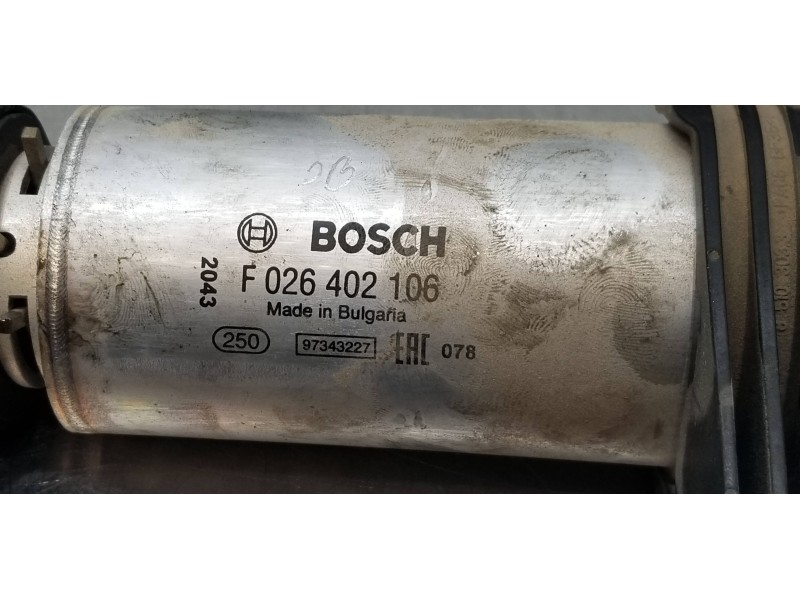 BOSCH
2043
F 026 402 106
Made in Bulgaria
250
97343227
EAC 078